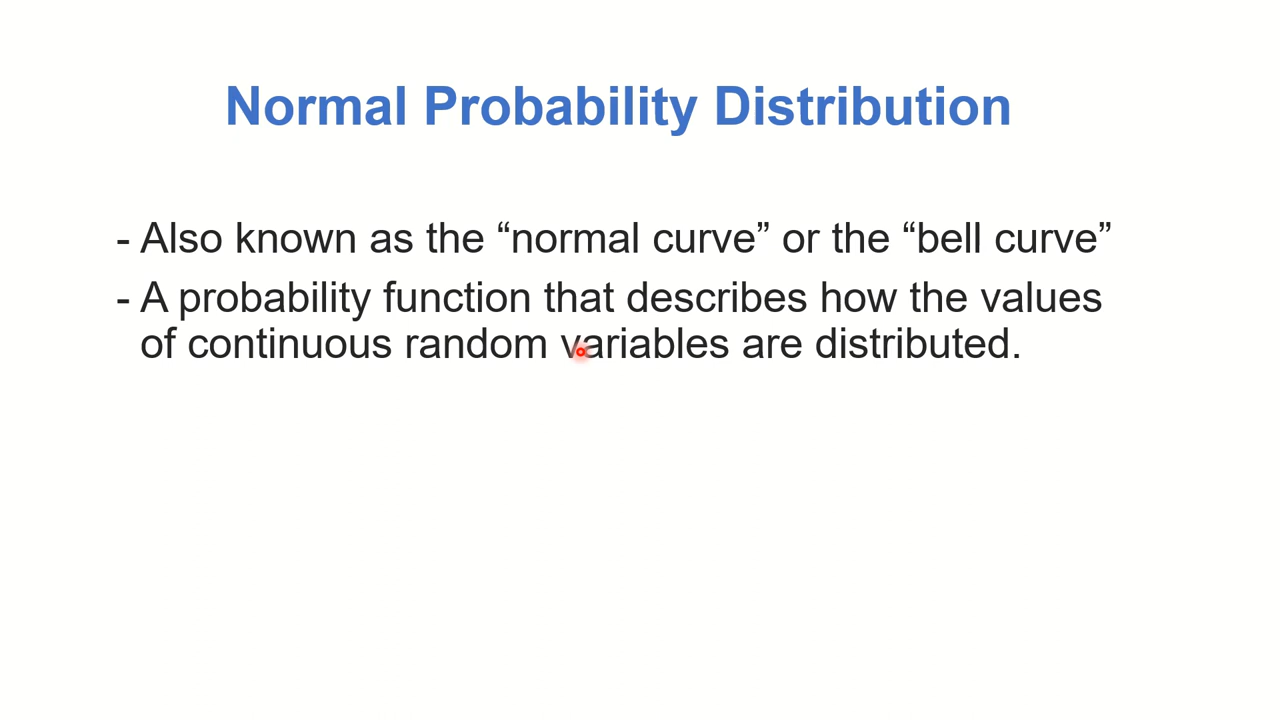 Normal Probability Distribution
- Also known as the “normal curve” or the “bell curve”
- A probability function that describes how the values
of continuous random variables are distributed.